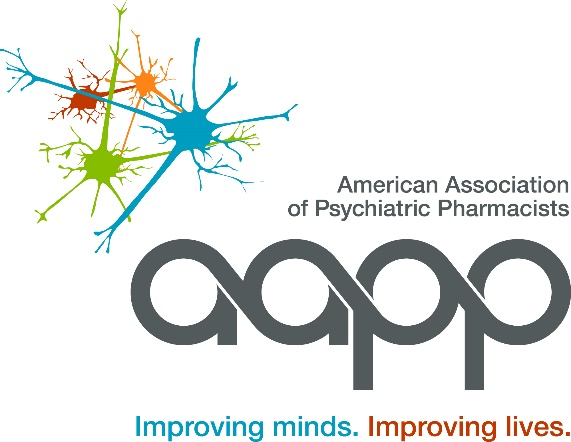 American Association
of Psychiatric Pharmacists
aapp
Improving minds. Improving lives.